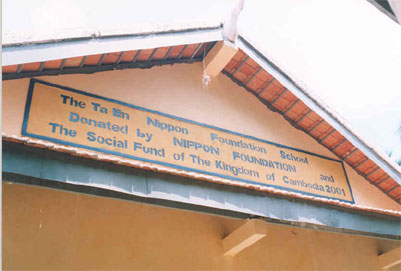 The Ta En Nippon Foundation School and
Donated by NIPPON FOUNDATION
The Social Fund of The Kingdom of Cambodia 2001